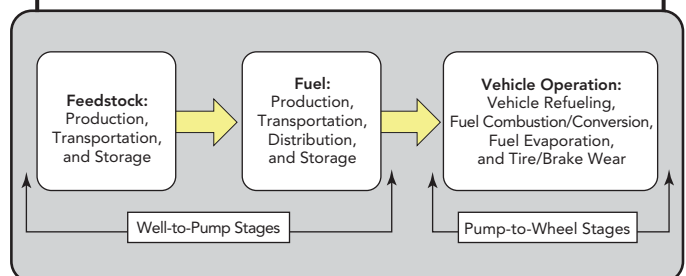 Feedstock:
Production,
Transportation,
and Storage
Fuel:
Production,
Transportation,
Distribution,
and Storage
Vehicle Operation:
Vehicle Refueling,
Fuel Combustion/Conversion,
Fuel Evaporation,
and Tire/Brake Wear
Well-to-Pump Stages
Pump-to-Wheel Stages